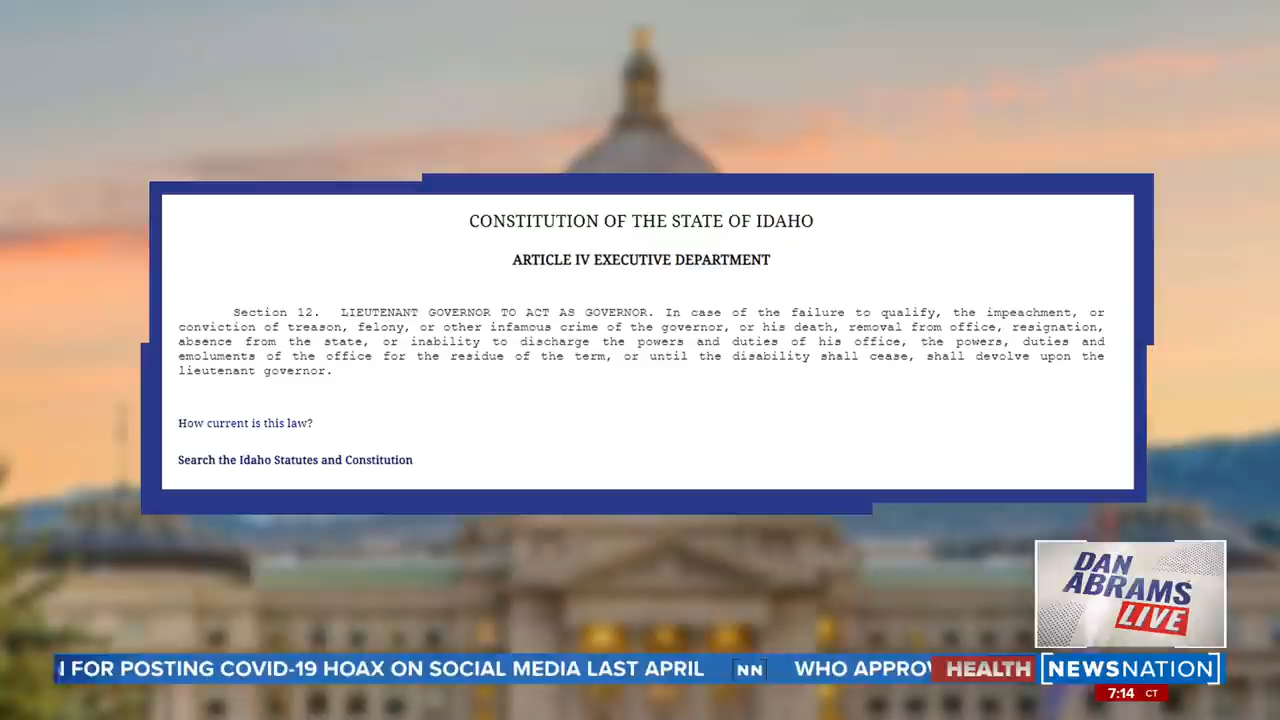 CONSTITUTION OF THE STATE OF IDAHO
ARTICLE IV EXECUTIVE DEPARTMENT
Section 12. LIEUTENANT GOVERNOR TO ACT AS GOVERNOR. In case of the failure to qualify, the impeachment, or
conviction of treason, felony, or other infamous crime of the governor, or his death, removal from office, resignation,
absence from the state, or inability to discharge the powers and duties of his office, the powers, duties and
emoluments of the office for the residue of the term, or until the disability shall cease, shall devolve upon the
lieutenant governor.
How current is this law?
Search the Idaho Statutes and Constitution
DAN
ABRAMS
LIVE
FOR POSTING COVID-19 HOAX ON SOCIAL MEDIA LAST APRIL NN WHO APPROV HEALTH NEWSNATION
7:14 CT